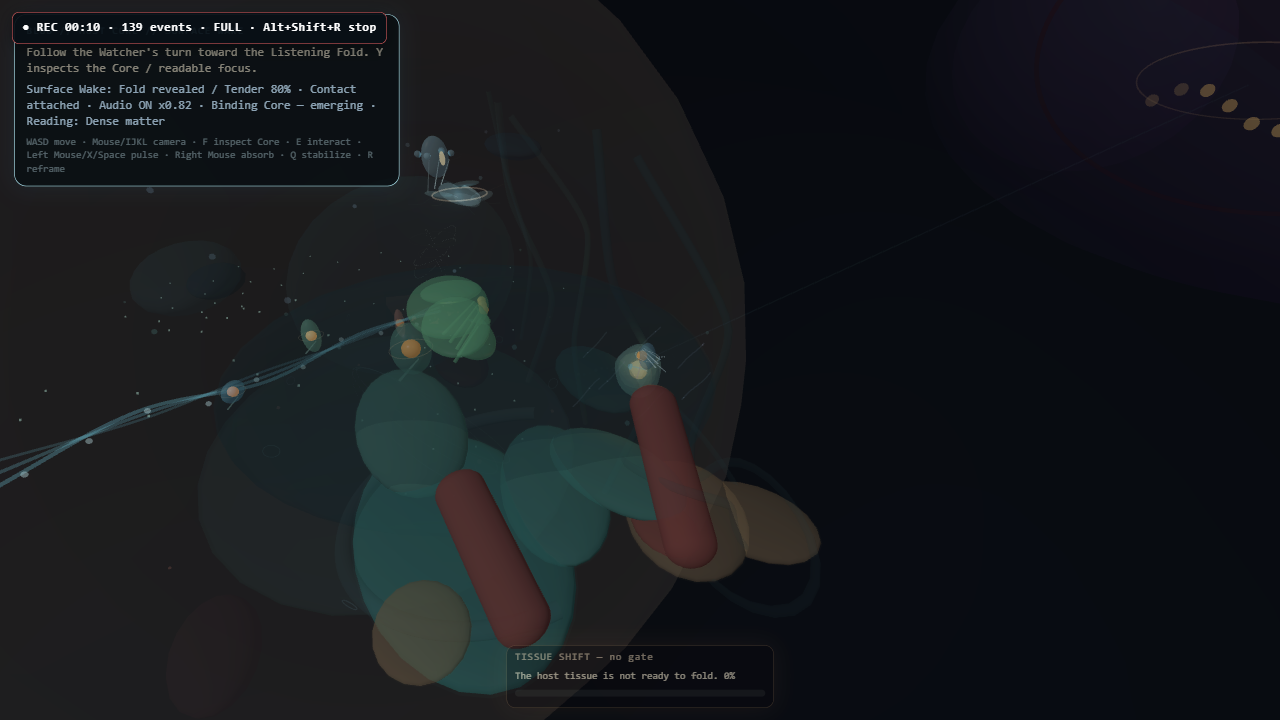 ● REC 00:10 · 139 events · FULL · Alt+Shift+R stop
Follow the Watcher's turn toward the Listening Fold. Y
inspects the Core / readable focus.
Surface Wake: Fold revealed / Tender 80% · Contact
attached · Audio ON x0.82 · Binding Core — emerging ·
Reading: Dense matter
WASD move · Mouse/IJKL camera · F inspect Core · E interact ·
Left Mouse/X/Space pulse · Right Mouse absorb · Q stabilize · R
reframe
TISSUE SHIFT — no gate
The host tissue is not ready to fold. 0%